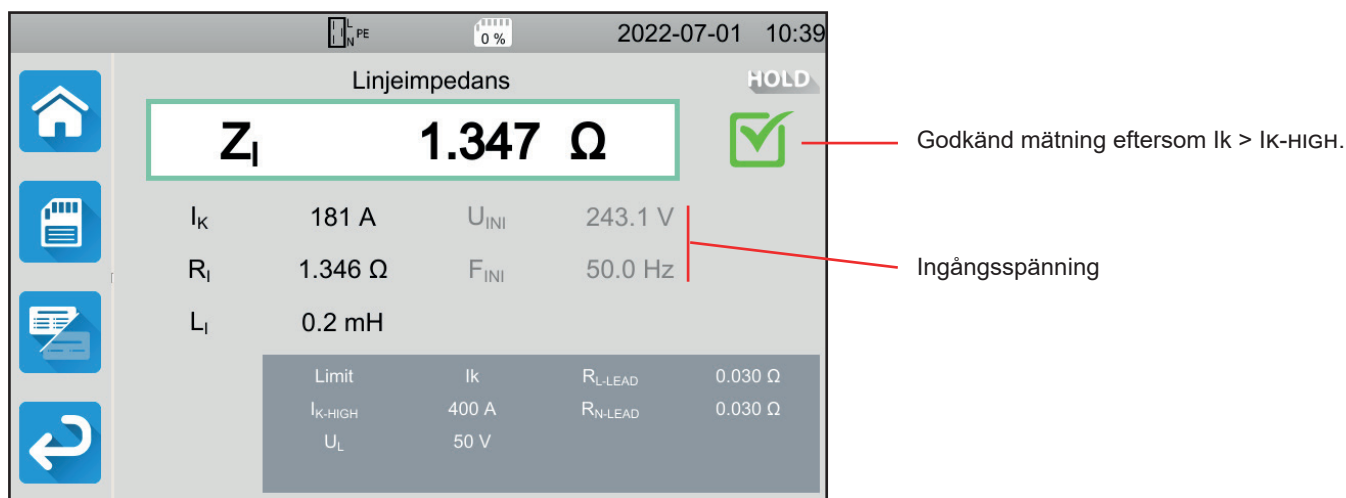 L
N PE
0 %
2022-07-01 10:39
Linjeimpedans
HOLD
ZI 1.347 Ω
Godkänd mätning eftersom Ik > IK-HIGH.
IK 181 A UINI 243.1 V
RI 1.346 Ω FINI 50.0 Hz
Ingångsspänning
LI 0.2 mH
Limit Ik RL-LEAD 0.030 Ω
IK-HIGH 400 A RN-LEAD 0.030 Ω
UL 50 V